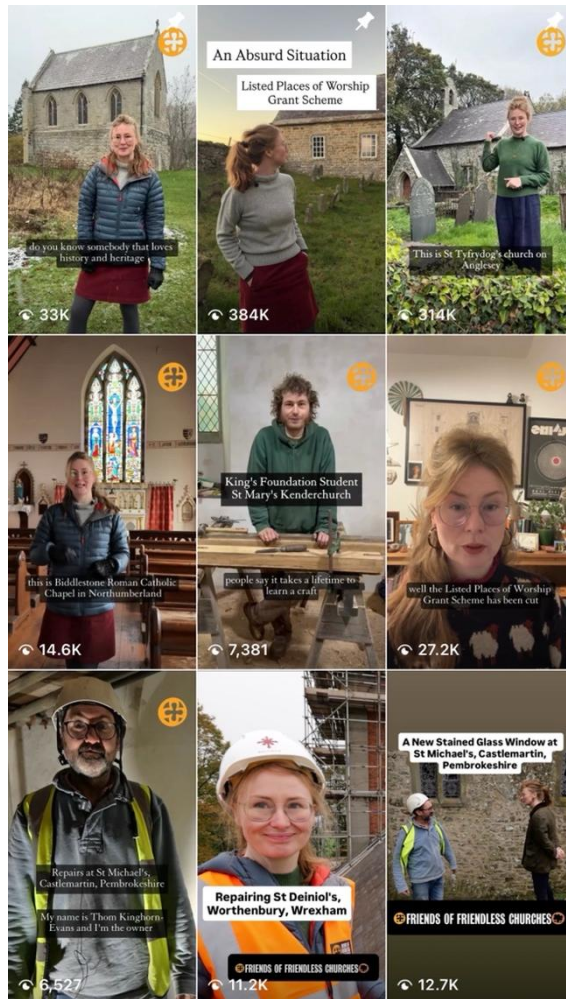 do you know somebody that loves
history and heritage
33K
An Absurd Situation
Listed Places of Worship
Grant Scheme
384K
This is St Tyfrydog's church on
Anglesey
314K
this is Biddlestone Roman Catholic
Chapel in Northumberland
14.6K
King's Foundation Student
St Mary's Kenderchurch
people say it takes a lifetime to
learn a craft
7,381
well the Listed Places of Worship
Grant Scheme has been cut
27.2K
Repairs at St Michael's,
Castlemartin, Pembrokeshire
My name is Thom Kinghorn-
Evans and I'm the owner
6,527
Repairing St Deiniol's,
Worthenbury, Wrexham
FRIENDS OF FRIENDLESS CHURCHES
11.2K
A New Stained Glass Window at
St Michael's, Castlemartin,
Pembrokeshire
FRIENDS OF FRIENDLESS CHURCHES
12.7K